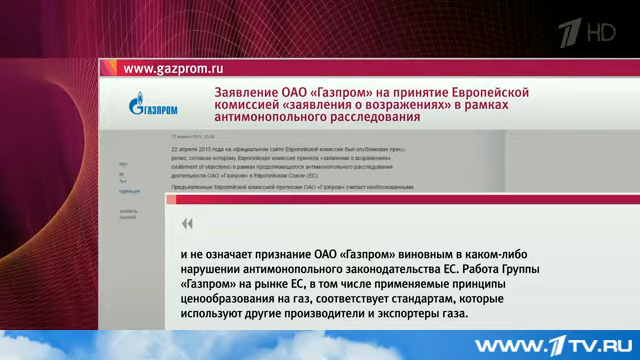 1 HD
www.gazprom.ru
ГАЗПРОМ
Заявление ОАО «Газпром» на принятие Европейской
комиссией «заявления о возражениях» в рамках
антимонопольного расследования
22 апреля 2015 года на официальном сайте Европейской комиссии был опубликован пресс-
релиз, согласно которому Европейская комиссия приняла «заявление о возражениях»
(statement of objections) в рамках продолжающегося антимонопольного расследования
деятельности ОАО «Газпром» в Европейском Союзе (ЕС).
Предъявленные Европейской комиссией претензии ОАО «Газпром» считает необоснованными.
“
и не означает признание ОАО «Газпром» виновным в каком-либо
нарушении антимонопольного законодательства ЕС. Работа Группы
«Газпром» на рынке ЕС, в том числе применяемые принципы
ценообразования на газ, соответствует стандартам, которые
используют другие производители и экспортеры газа.
WWW.1TV.RU